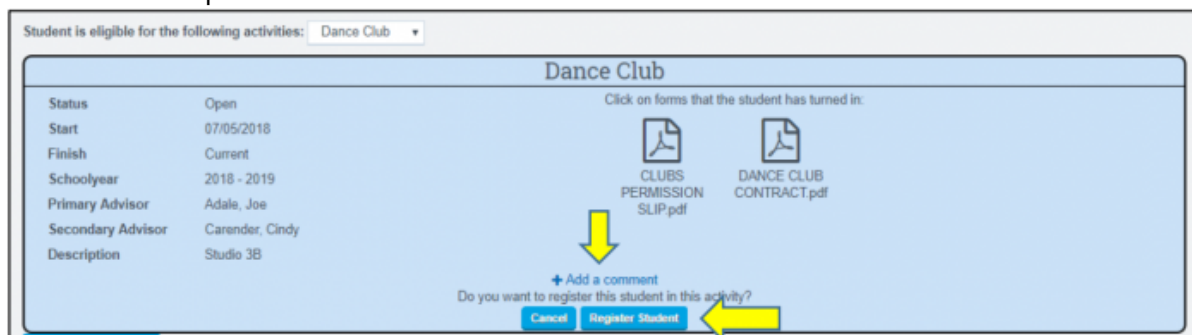 Student is eligible for the following activities: Dance Club
Dance Club
Status Open
Start 07/05/2018
Finish Current
Schoolyear 2018 - 2019
Primary Advisor Adale, Joe
Secondary Advisor Carender, Cindy
Description Studio 3B
Click on forms that the student has turned in:
CLUBS
PERMISSION
SLIP.pdf
DANCE CLUB
CONTRACT.pdf
+ Add a comment
Do you want to register this student in this activity?
Cancel Register Student